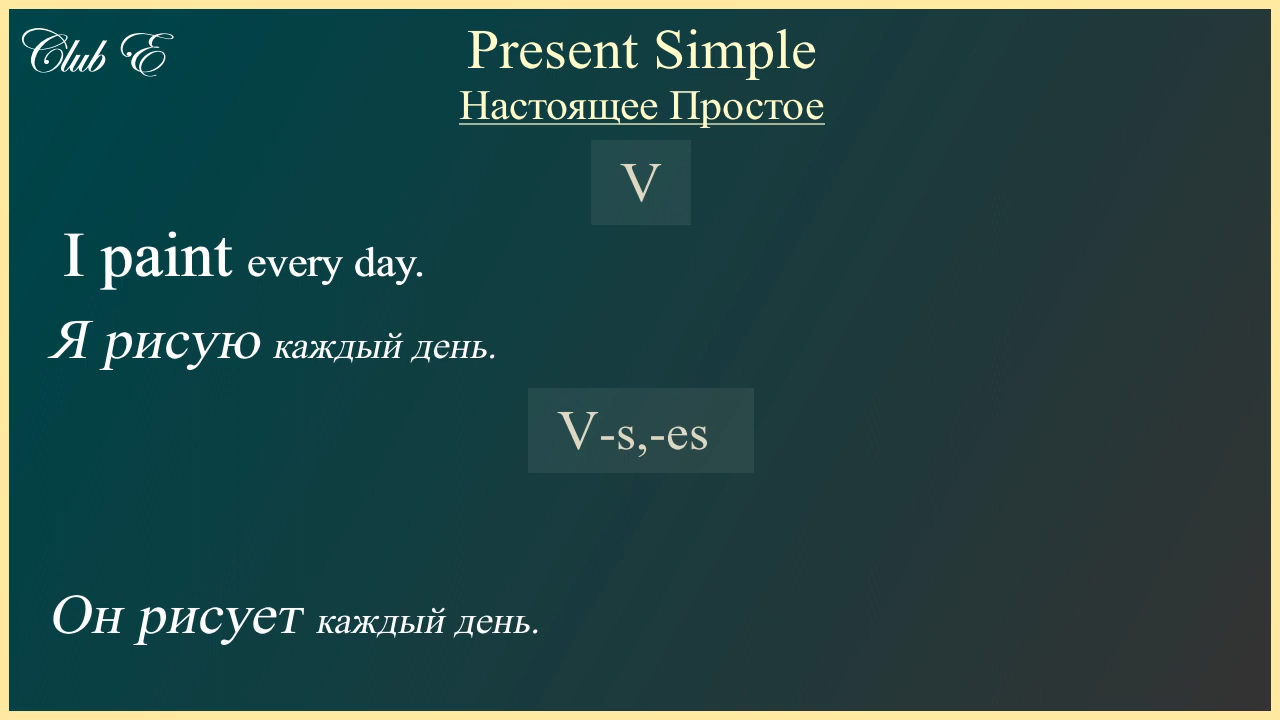 Club E
Present Simple
Настоящее Простое
V
I paint every day.
Я рисую каждый день.
V-s,-es
Он рисует каждый день.